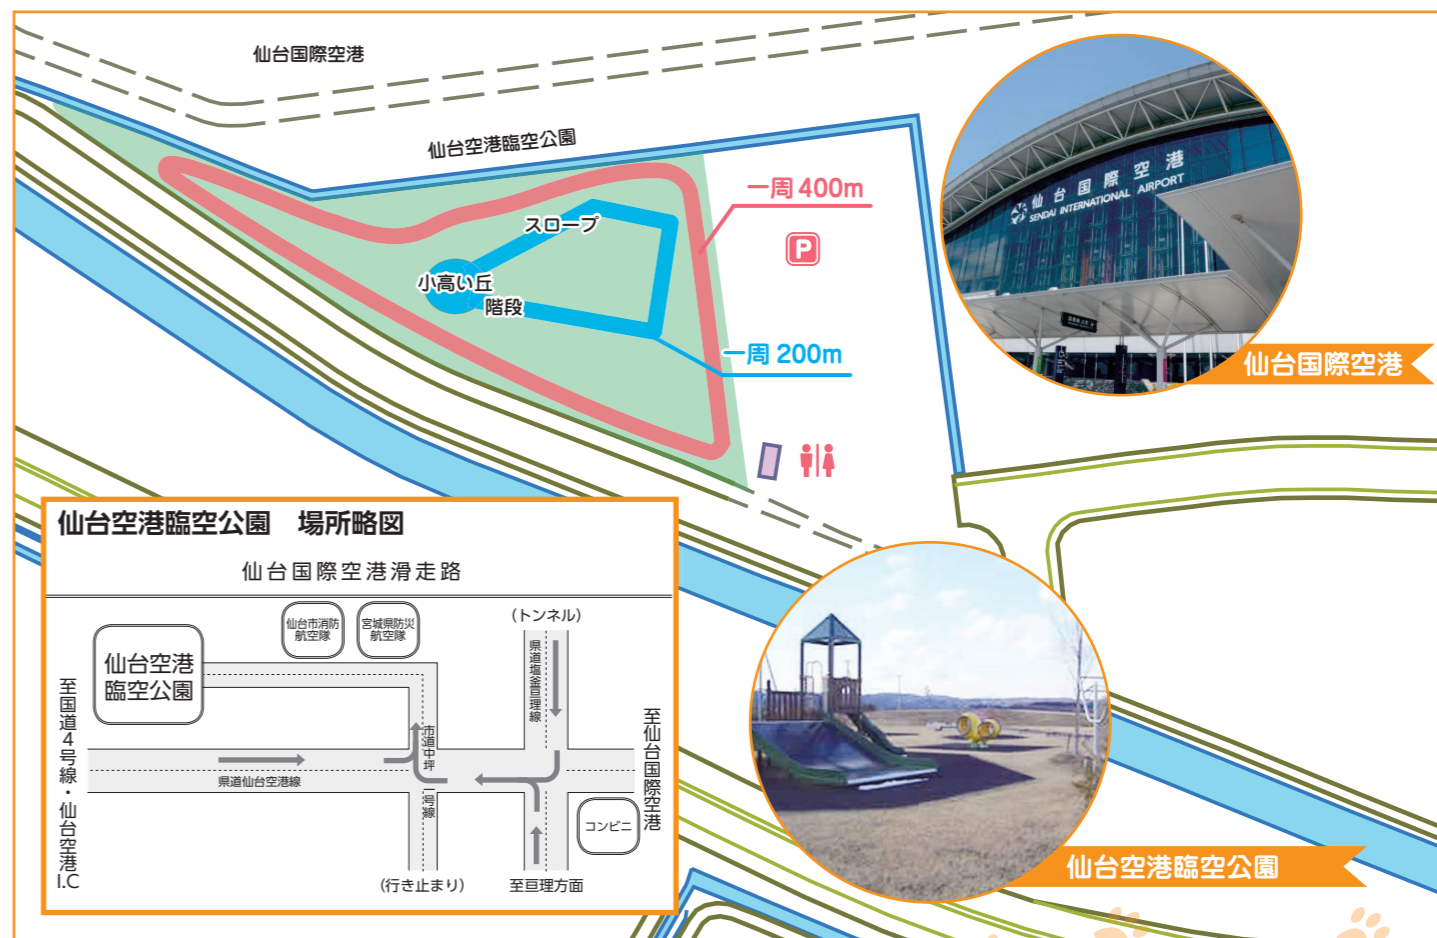 仙台国際空港
仙台空港臨空公園
一周 400m
P
スロープ
小高い丘
階段
一周 200m
仙台国際空港
SENDAI INTERNATIONAL AIRPORT
仙台国際空港
仙台空港臨空公園　場所略図
仙台国際空港滑走路
仙台市消防
航空隊
宮城県防災
航空隊
(トンネル)
仙台空港
臨空公園
県道塩釜亘理線
至国道4号線・仙台空港I.C
市道中坪一号線
至仙台国際空港
県道仙台空港線
コンビニ
(行き止まり)
至亘理方面
仙台空港臨空公園